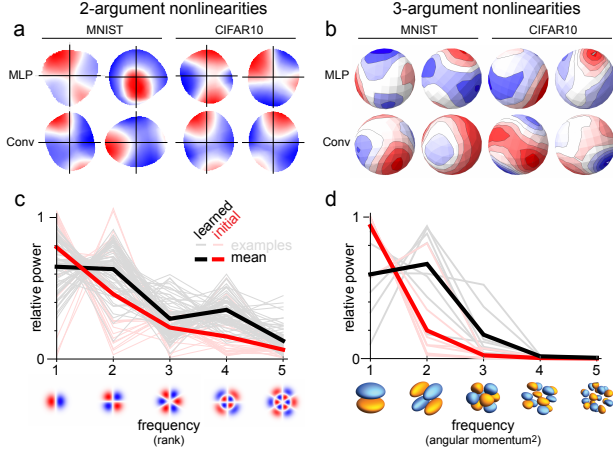 2-argument nonlinearities
3-argument nonlinearities
a
MNIST
CIFAR10
b
MNIST
CIFAR10
MLP
MLP
Conv
Conv
c
d
learned
initial
examples
mean
1
relative power
0
1 2 3 4 5
frequency
(rank)
1
relative power
0
1 2 3 4 5
frequency
(angular momentum2)